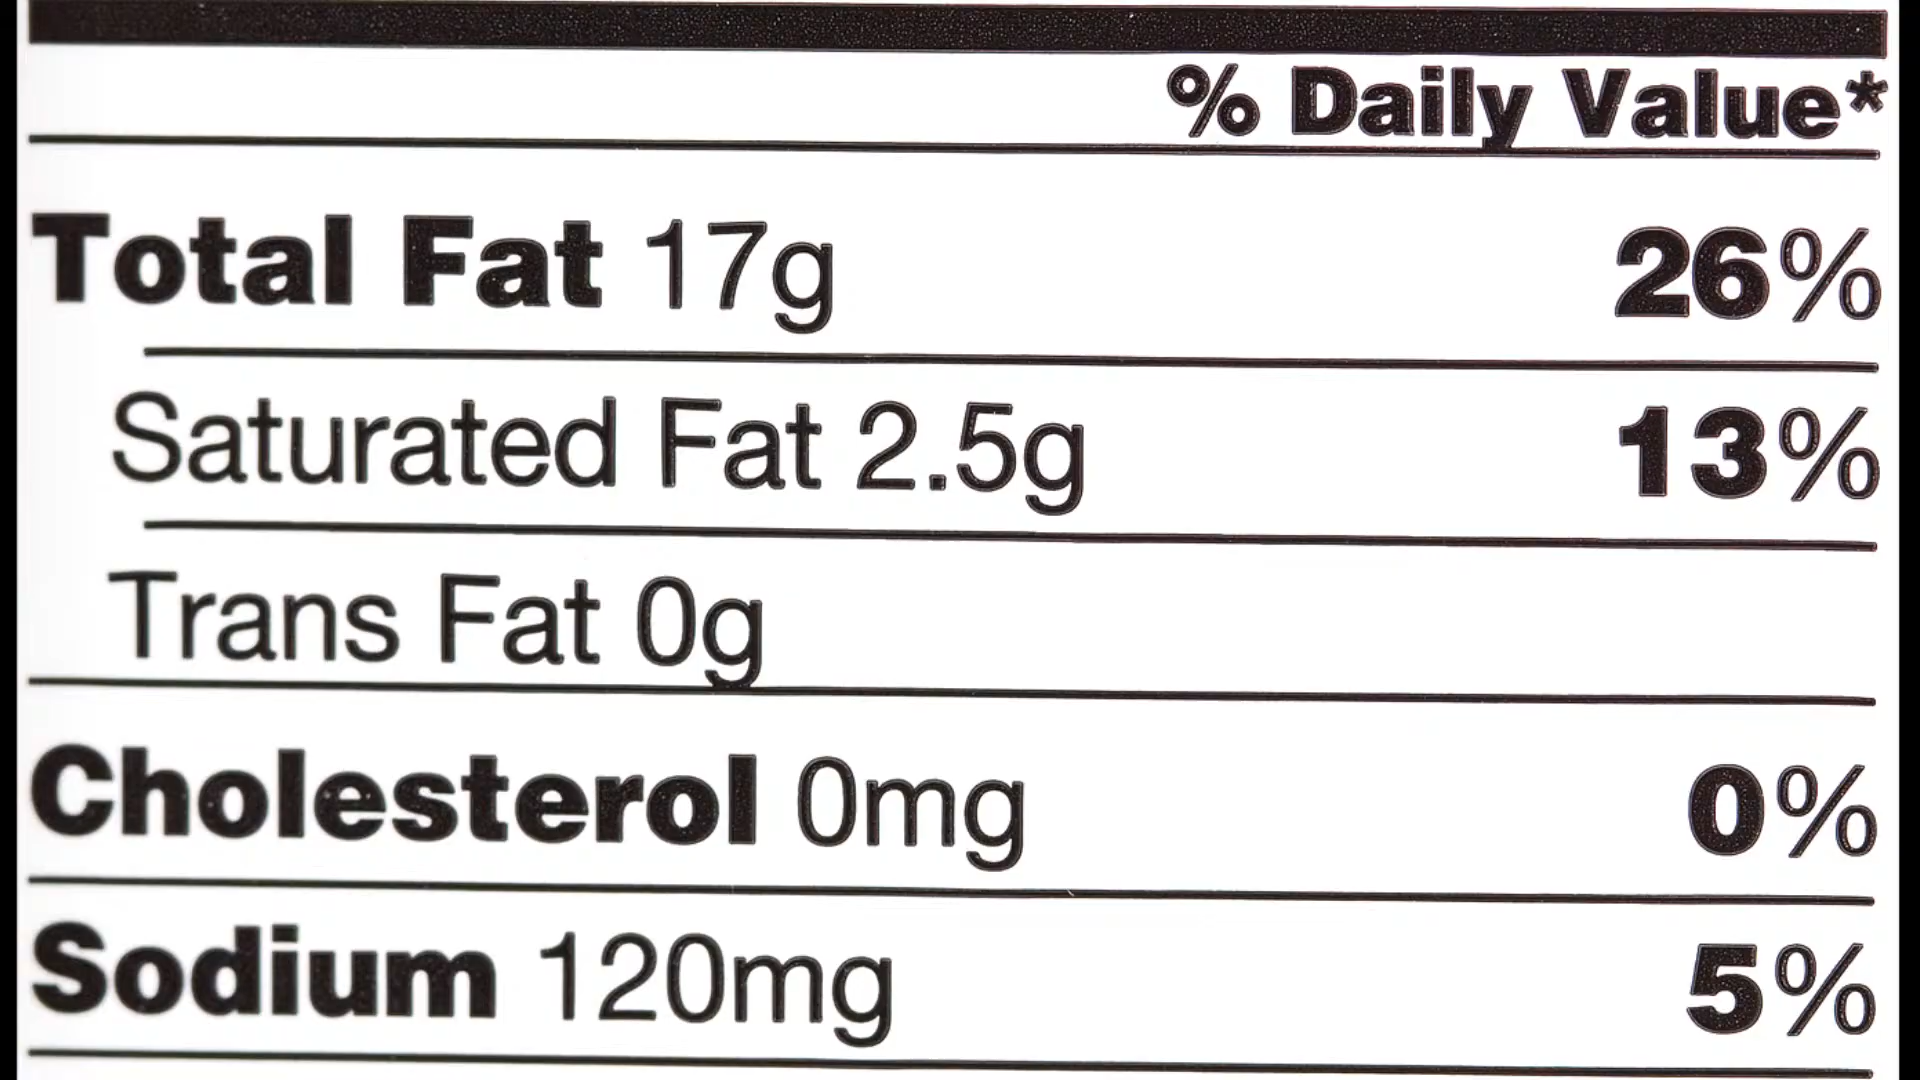 % Daily Value*
Total Fat 17g 26%
Saturated Fat 2.5g 13%
Trans Fat 0g
Cholesterol 0mg 0%
Sodium 120mg 5%